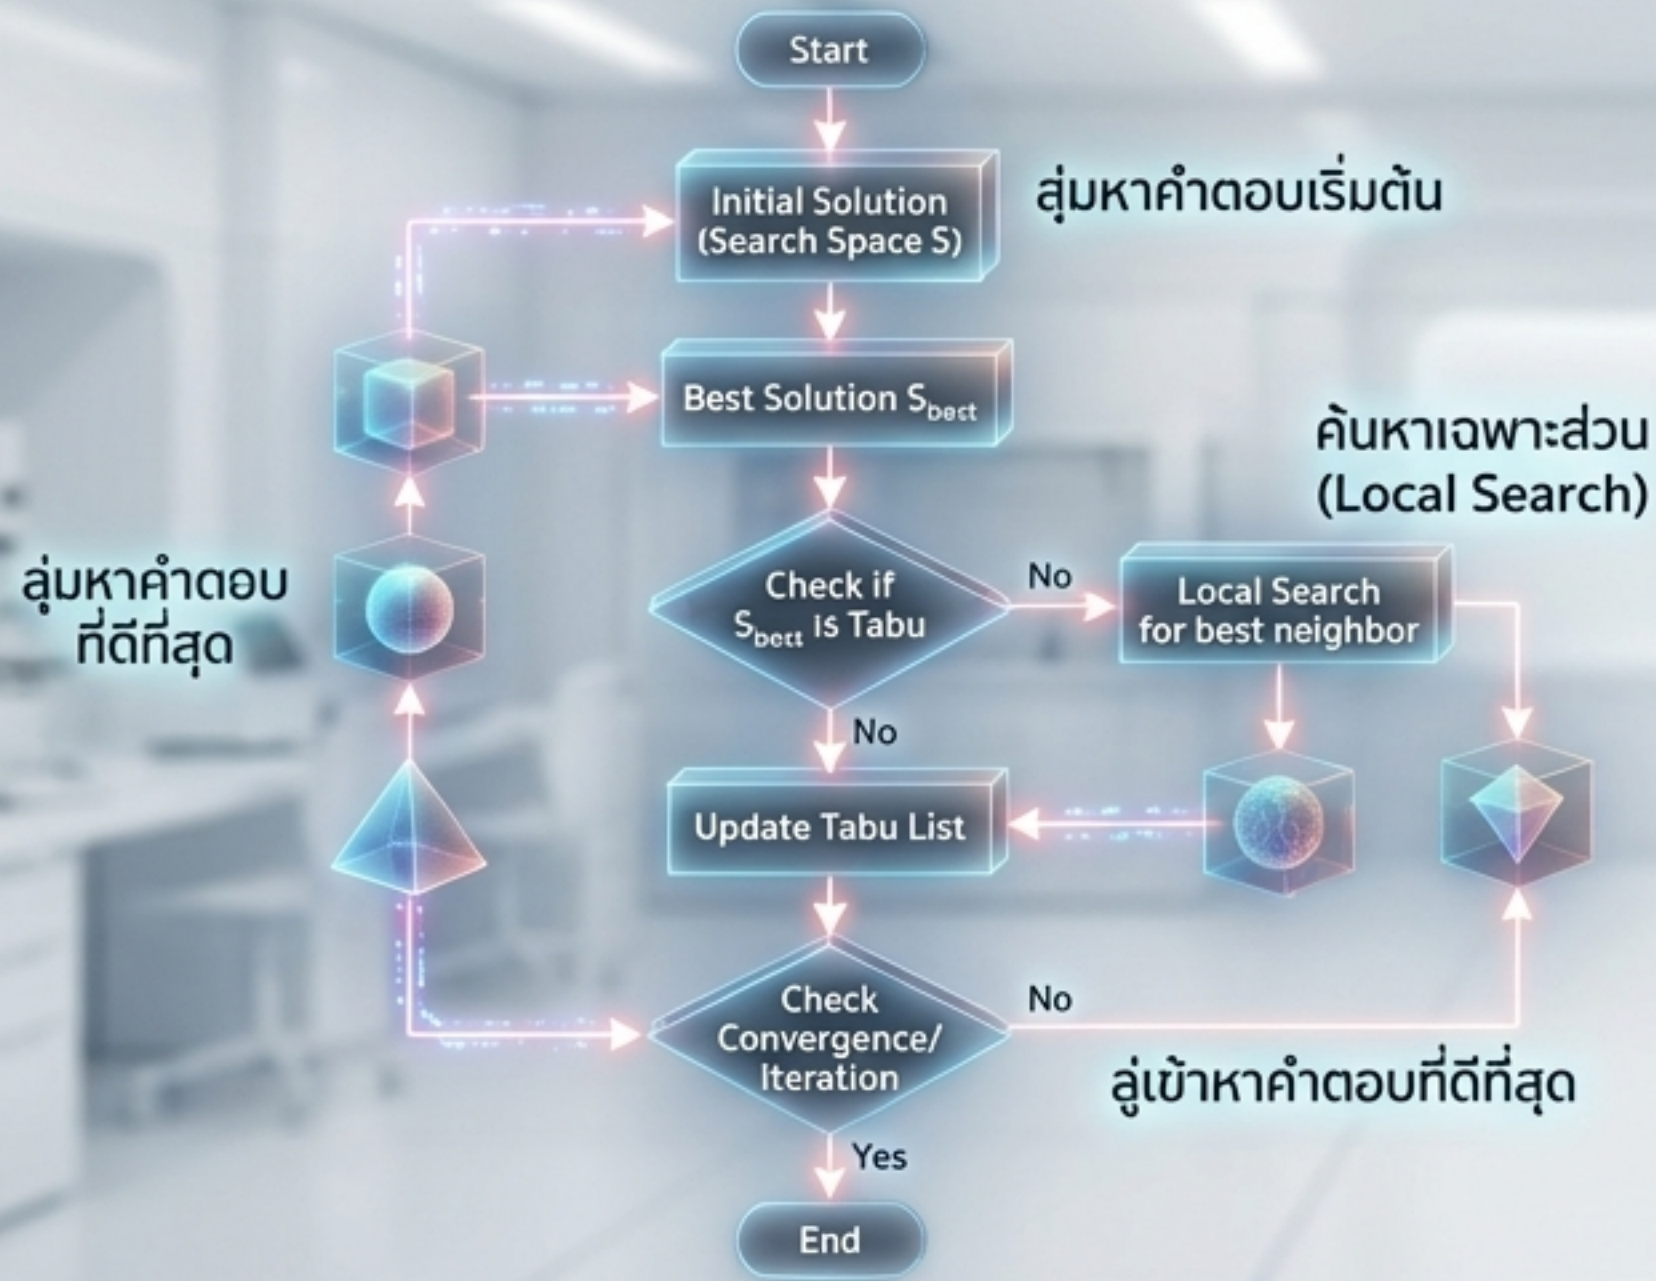 Start
Initial Solution
(Search Space S)
สุ่มหาคำตอบเริ่มต้น
Best Solution Sbest
ค้นหาเฉพาะส่วน
(Local Search)
ลุ่มหาคำตอบ
ที่ดีที่สุด
Check if
Sbect is Tabu
No
Local Search
for best neighbor
No
Update Tabu List
Check
Convergence/
Iteration
No
ลู่เข้าหาคำตอบที่ดีที่สุด
Yes
End